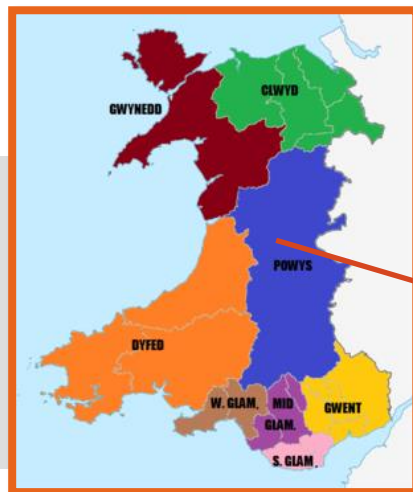 CLWYD
GWYNEDD
POWYS
DYFED
W. GLAM.
MID
GLAM.
GWENT
S. GLAM.